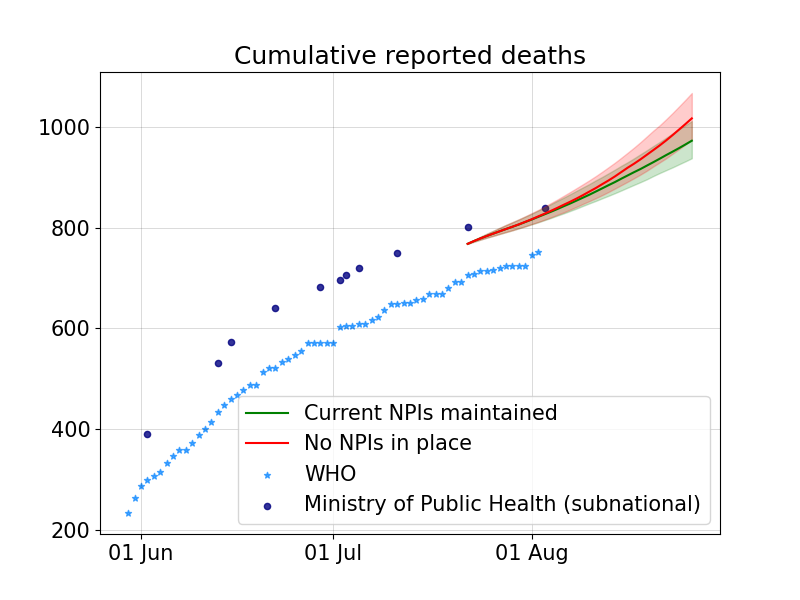 Cumulative reported deaths
1000
800
600
400
200
01 Jun
01 Jul
01 Aug
Current NPIs maintained
No NPIs in place
WHO
Ministry of Public Health (subnational)